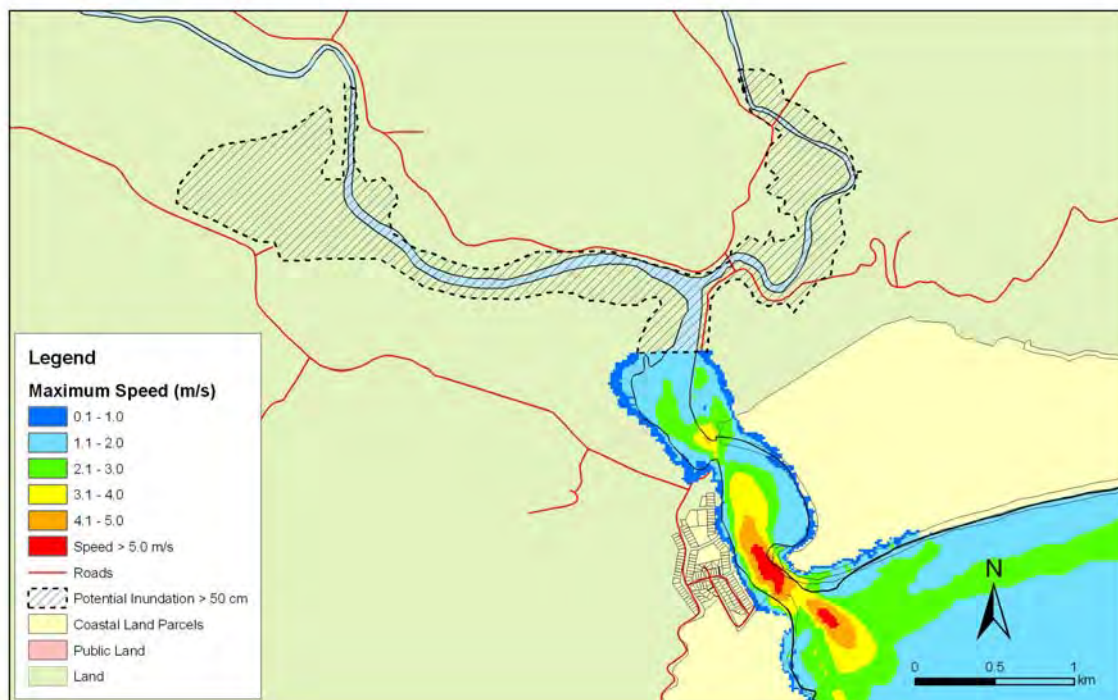 Legend
Maximum Speed (m/s)
0.1 - 1.0
1.1 - 2.0
2.1 - 3.0
3.1 - 4.0
4.1 - 5.0
Speed > 5.0 m/s
Roads
Potential Inundation > 50 cm
Coastal Land Parcels
Public Land
Land
N
0 0.5 1
km